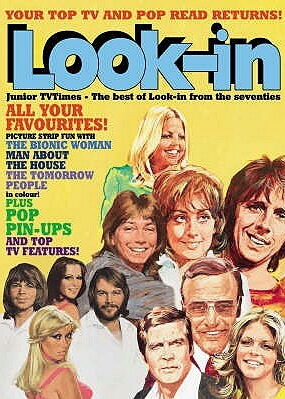 YOUR TOP TV AND POP READ RETURNS!
Look-in
Junior TVTimes - The best of Look-in from the seventies
ALL YOUR
FAVOURITES!
PICTURE STRIP FUN WITH
THE BIONIC WOMAN
MAN ABOUT
THE HOUSE
THE TOMORROW
PEOPLE
in colour!
PLUS
POP
PIN-UPS
AND TOP
TV FEATURES!